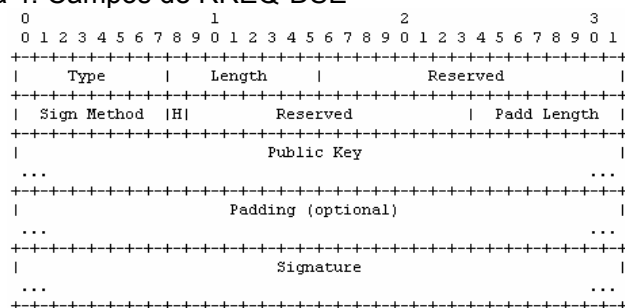 4. Campos do RREQ-DSE
0 1 2 3
0 1 2 3 4 5 6 7 8 9 0 1 2 3 4 5 6 7 8 9 0 1 2 3 4 5 6 7 8 9 0 1
+-+-+-+-+-+-+-+-+-+-+-+-+-+-+-+-+-+-+-+-+-+-+-+-+-+-+-+-+-+-+-+-+
| Type | Length | Reserved |
+-+-+-+-+-+-+-+-+-+-+-+-+-+-+-+-+-+-+-+-+-+-+-+-+-+-+-+-+-+-+-+-+
| Sign Method |H| Reserved | Padd Length |
+-+-+-+-+-+-+-+-+-+-+-+-+-+-+-+-+-+-+-+-+-+-+-+-+-+-+-+-+-+-+-+-+
| Public Key |
... ...
+-+-+-+-+-+-+-+-+-+-+-+-+-+-+-+-+-+-+-+-+-+-+-+-+-+-+-+-+-+-+-+-+
| Padding (optional) |
... ...
+-+-+-+-+-+-+-+-+-+-+-+-+-+-+-+-+-+-+-+-+-+-+-+-+-+-+-+-+-+-+-+-+
| Signature |
... ...
+-+-+-+-+-+-+-+-+-+-+-+-+-+-+-+-+-+-+-+-+-+-+-+-+-+-+-+-+-+-+-+-+